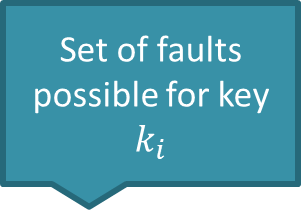 Set of faults
possible for key
kᵢ